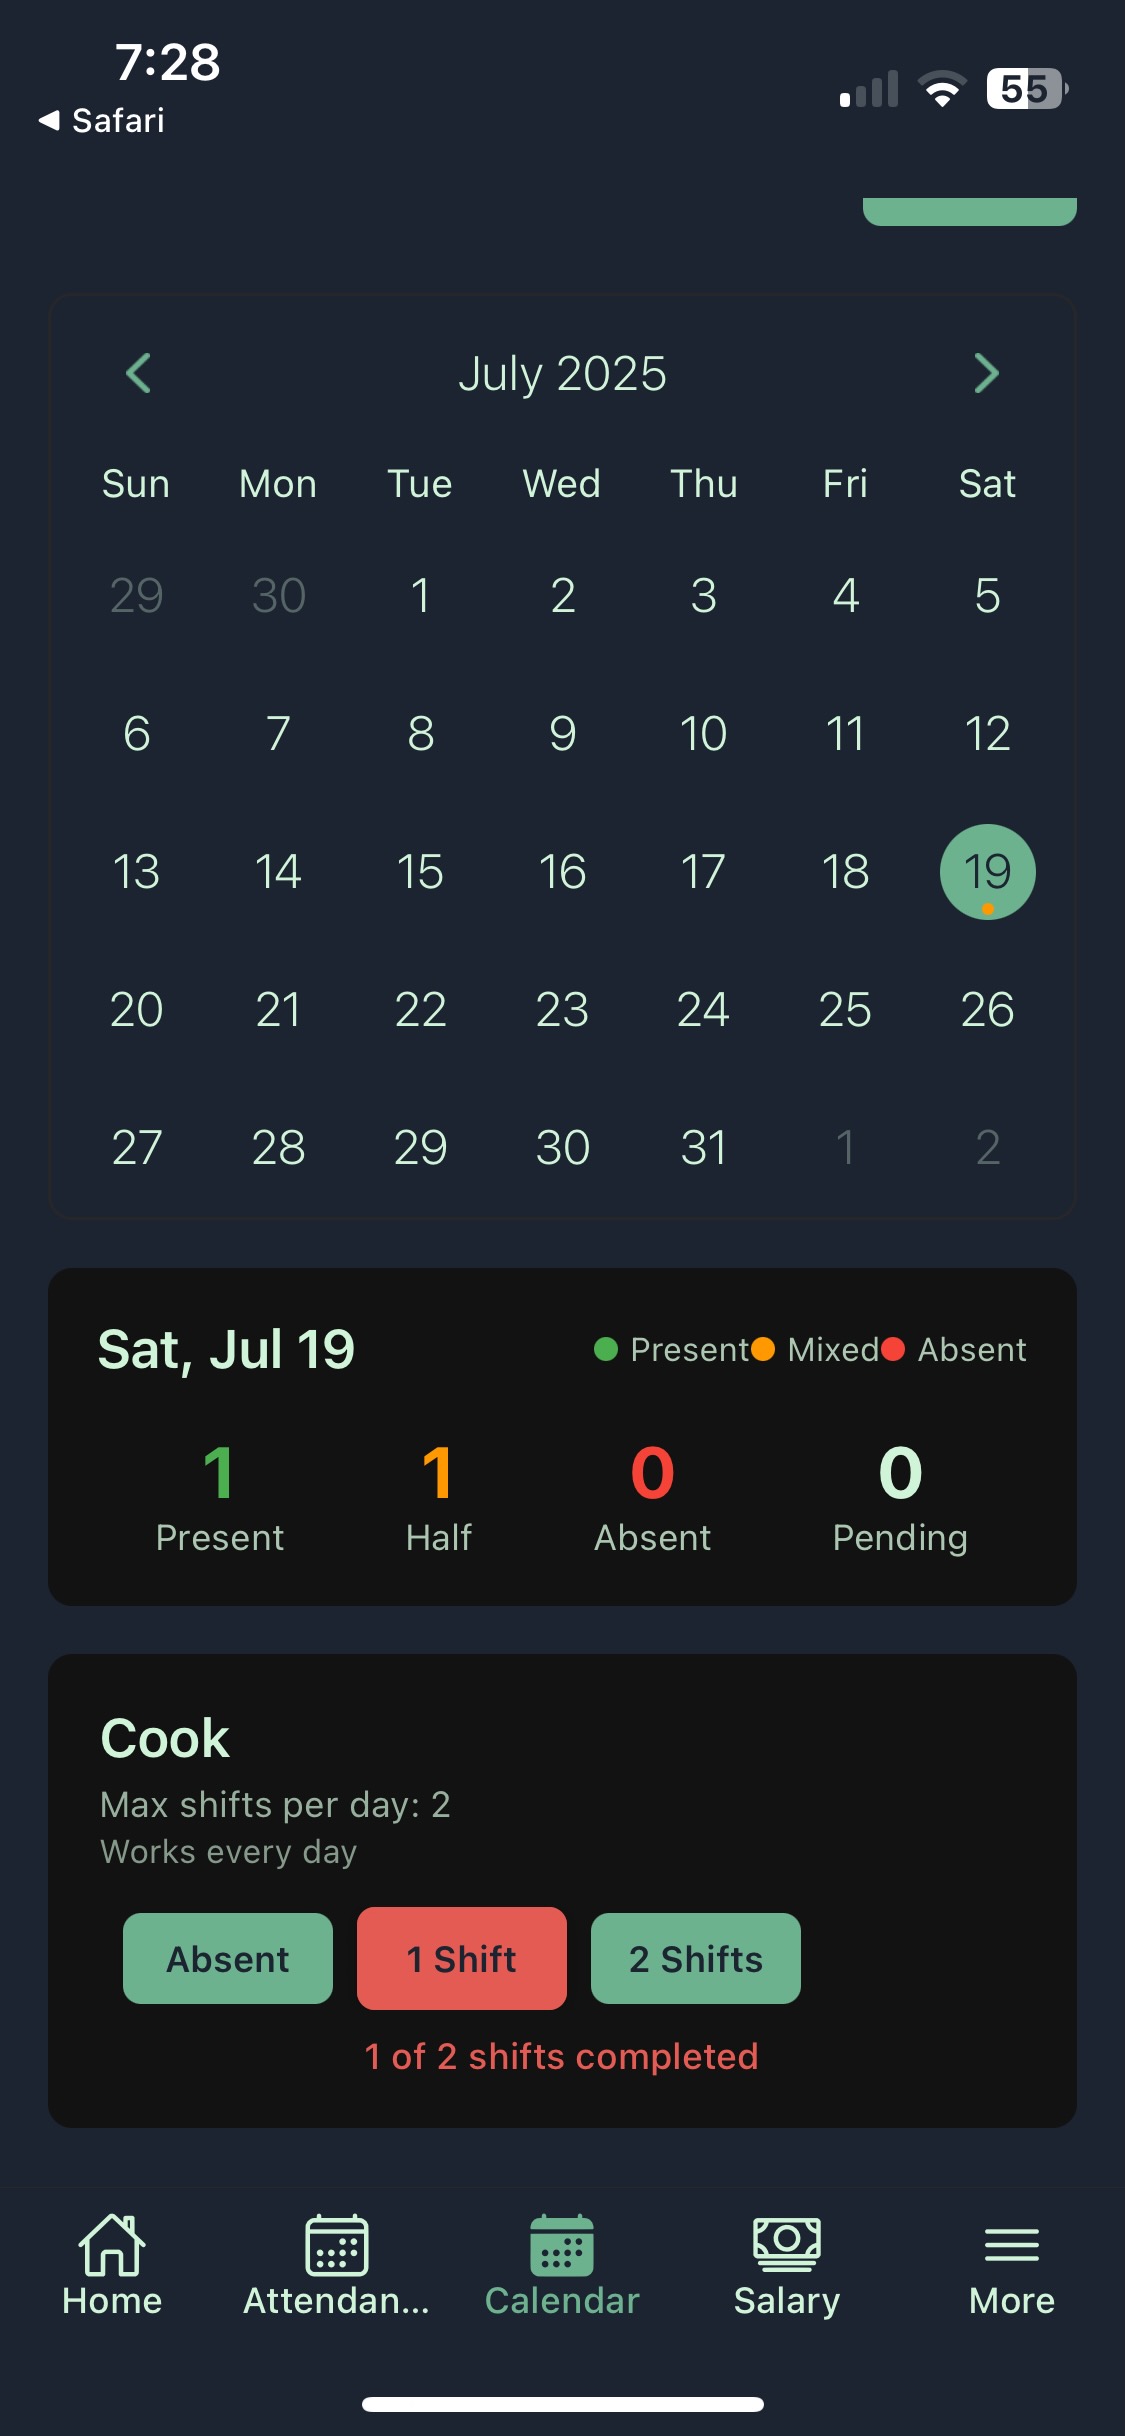 7:28
55
Safari
July 2025
Sun Mon Tue Wed Thu Fri Sat
29 30 1 2 3 4 5
6 7 8 9 10 11 12
13 14 15 16 17 18 19
20 21 22 23 24 25 26
27 28 29 30 31 1 2
Sat, Jul 19 Present Mixed Absent
1 1 0 0
Present Half Absent Pending
Cook
Max shifts per day: 2
Works every day
Absent 1 Shift 2 Shifts
1 of 2 shifts completed
Home Attendan... Calendar Salary More